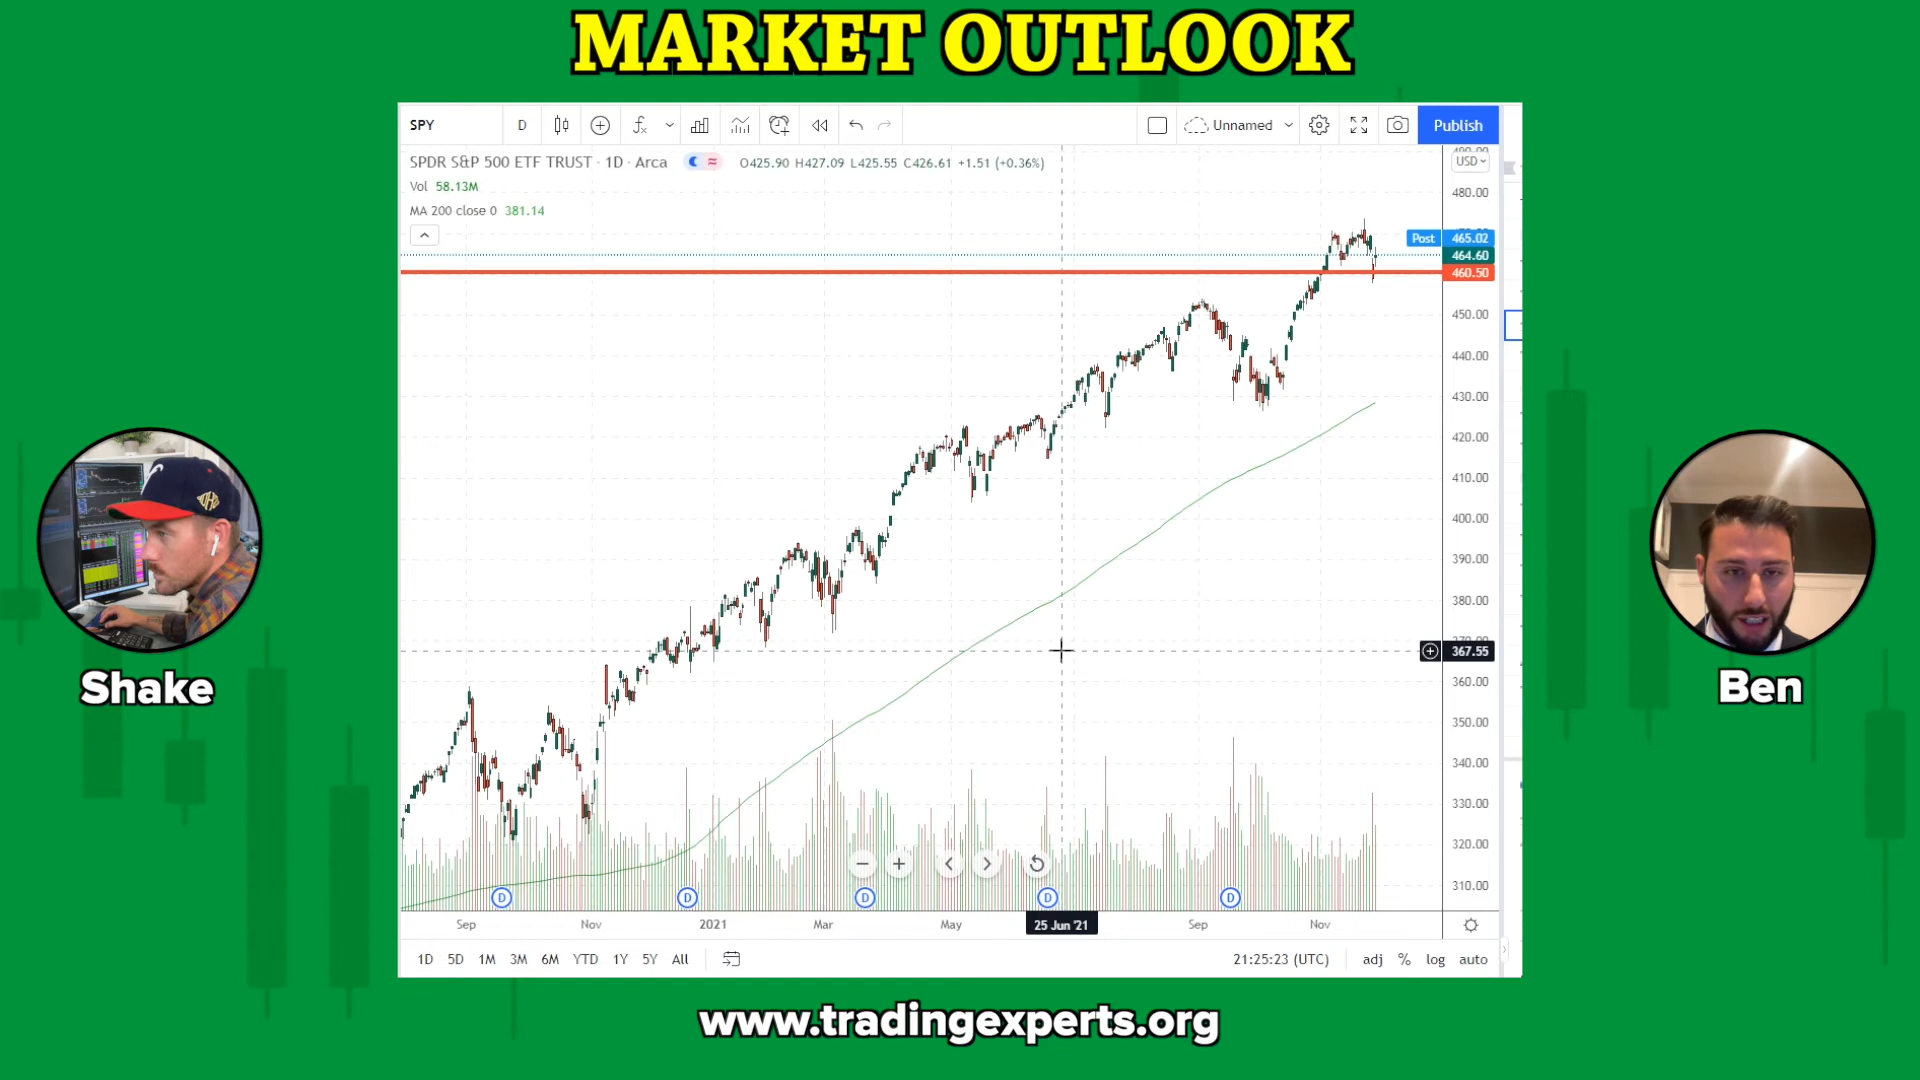 MARKET OUTLOOK
SPY D Unnamed Publish
SPDR S&P 500 ETF TRUST · 1D · Arca O425.90 H427.09 L425.55 C426.61 +1.51 (+0.36%) USD
Vol 58.13M
MA 200 close 0 381.14
480.00
Post 465.02
464.60
460.50
450.00
440.00
430.00
420.00
410.00
400.00
390.00
380.00
367.55
360.00
350.00
340.00
330.00
320.00
310.00
D D D D D
Sep Nov 2021 Mar May 25 Jun '21 Sep Nov
1D 5D 1M 3M 6M YTD 1Y 5Y All 21:25:23 (UTC) adj % log auto
Shake
Ben
www.tradingexperts.org